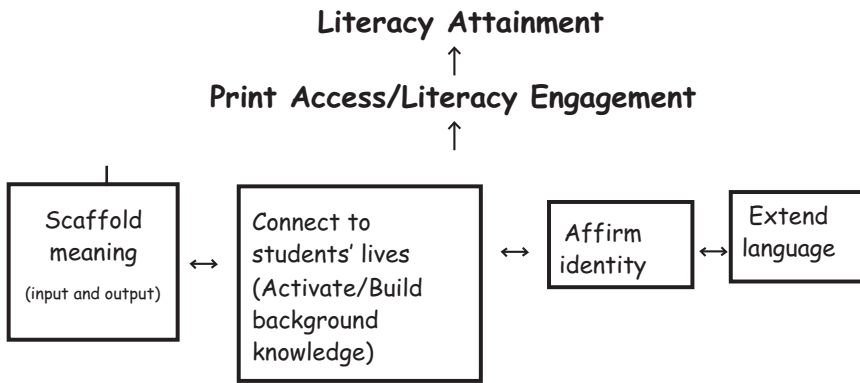 Literacy Attainment
↑
Print Access/Literacy Engagement
↑
Scaffold
meaning
(input and output)
↔
Connect to
students’ lives
(Activate/Build
background
knowledge)
↔
Affirm
identity
↔
Extend
language